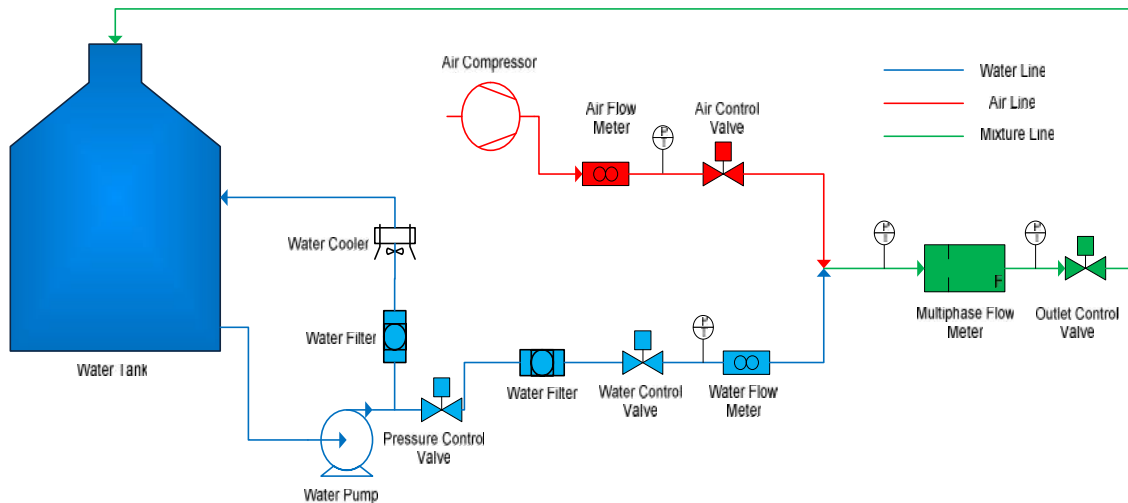 Air Compressor
Water Line
Air Line
Mixture Line
Air Flow
Meter
P
T
Air Control
Valve
Water Cooler
P
T
P
T
F
Multiphase Flow
Meter
Outlet Control
Valve
Water Filter
P
T
Water Tank
Water Filter
Water Control
Valve
Water Flow
Meter
Pressure Control
Valve
Water Pump